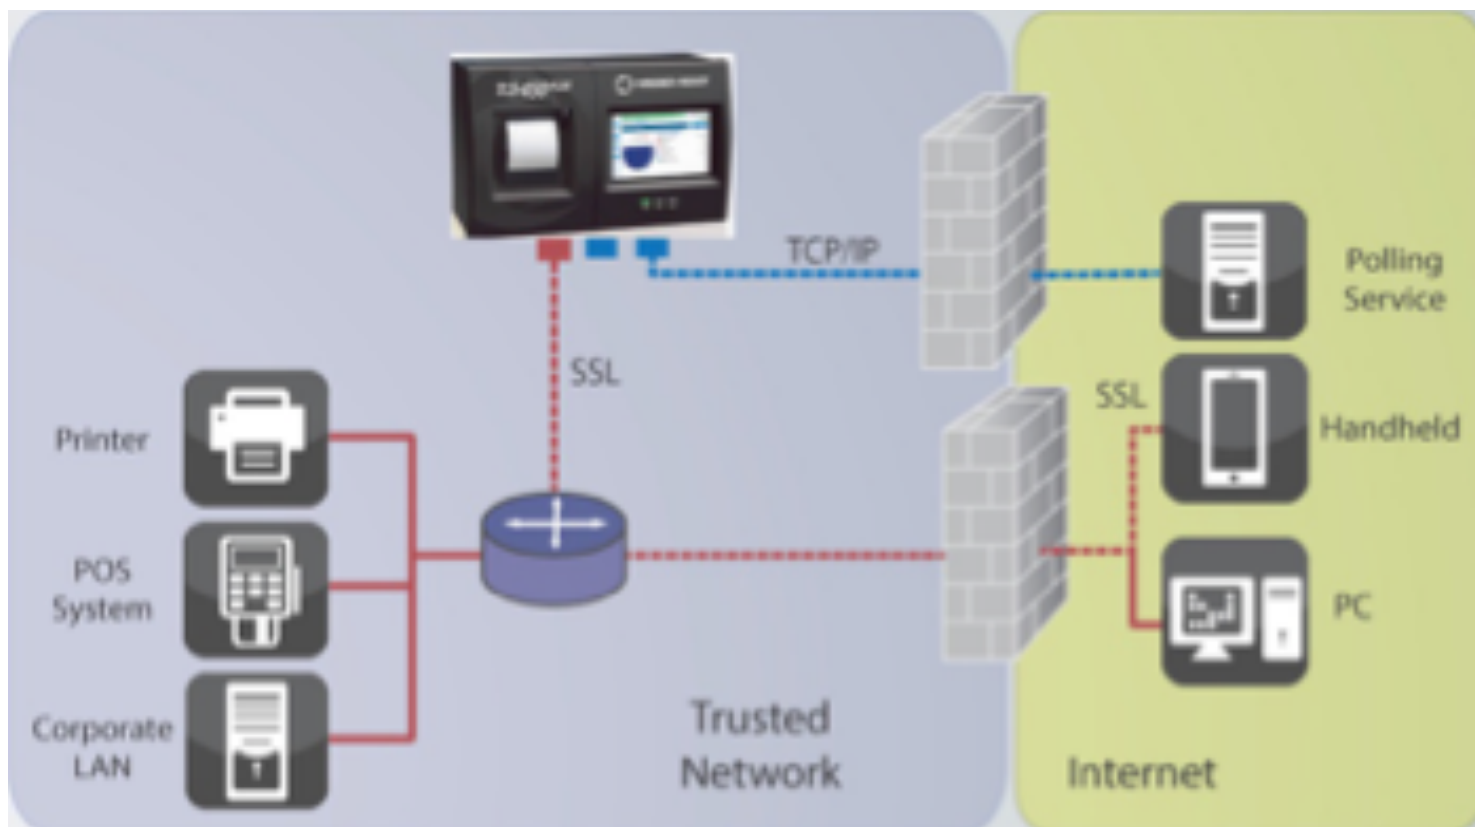 TCP/IP
Polling
Service
SSL
SSL
Handheld
Printer
POS
System
PC
Corporate
LAN
Trusted
Network
Internet